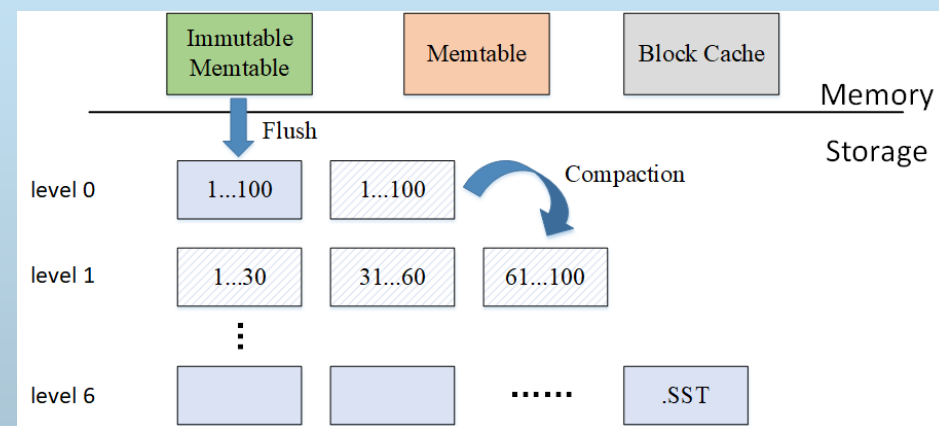 Immutable
Memtable
Memtable
Block Cache
Memory
Flush
Storage
level 0
1...100
1...100
Compaction
level 1
1...30
31...60
61...100
level 6
......
.SST